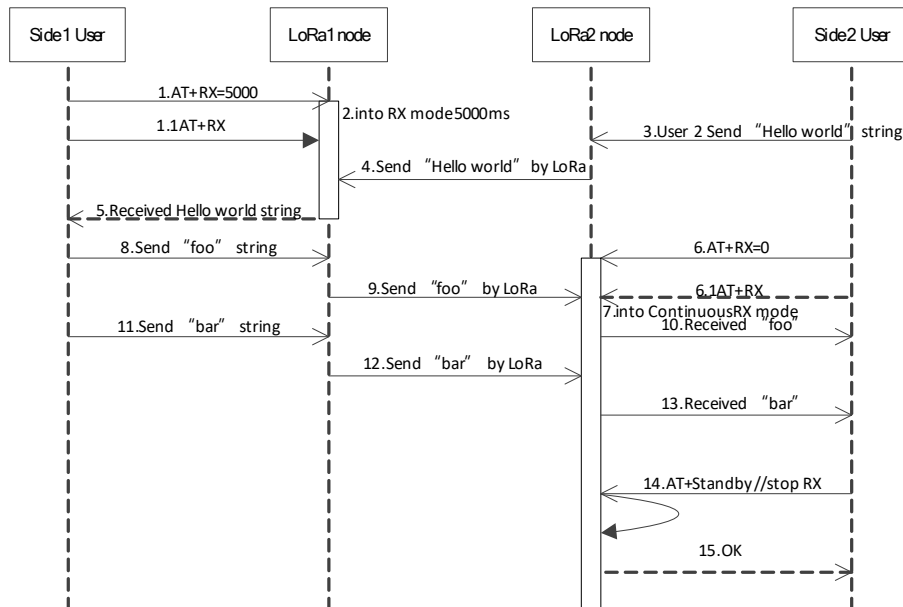 Side1 User
LoRa1 node
LoRa2 node
Side2 User
1.AT+RX=5000
2.into RX mode5000ms
1.1AT+RX
3.User 2 Send “Hello world” string
4.Send “Hello world” by LoRa
5.Received Hello world string
8.Send “foo” string
6.AT+RX=0
9.Send “foo” by LoRa
6.1AT+RX
7.into ContinuousRX mode
11.Send “bar” string
10.Received “foo”
12.Send “bar” by LoRa
13.Received “bar”
14.AT+Standby//stop RX
15.OK